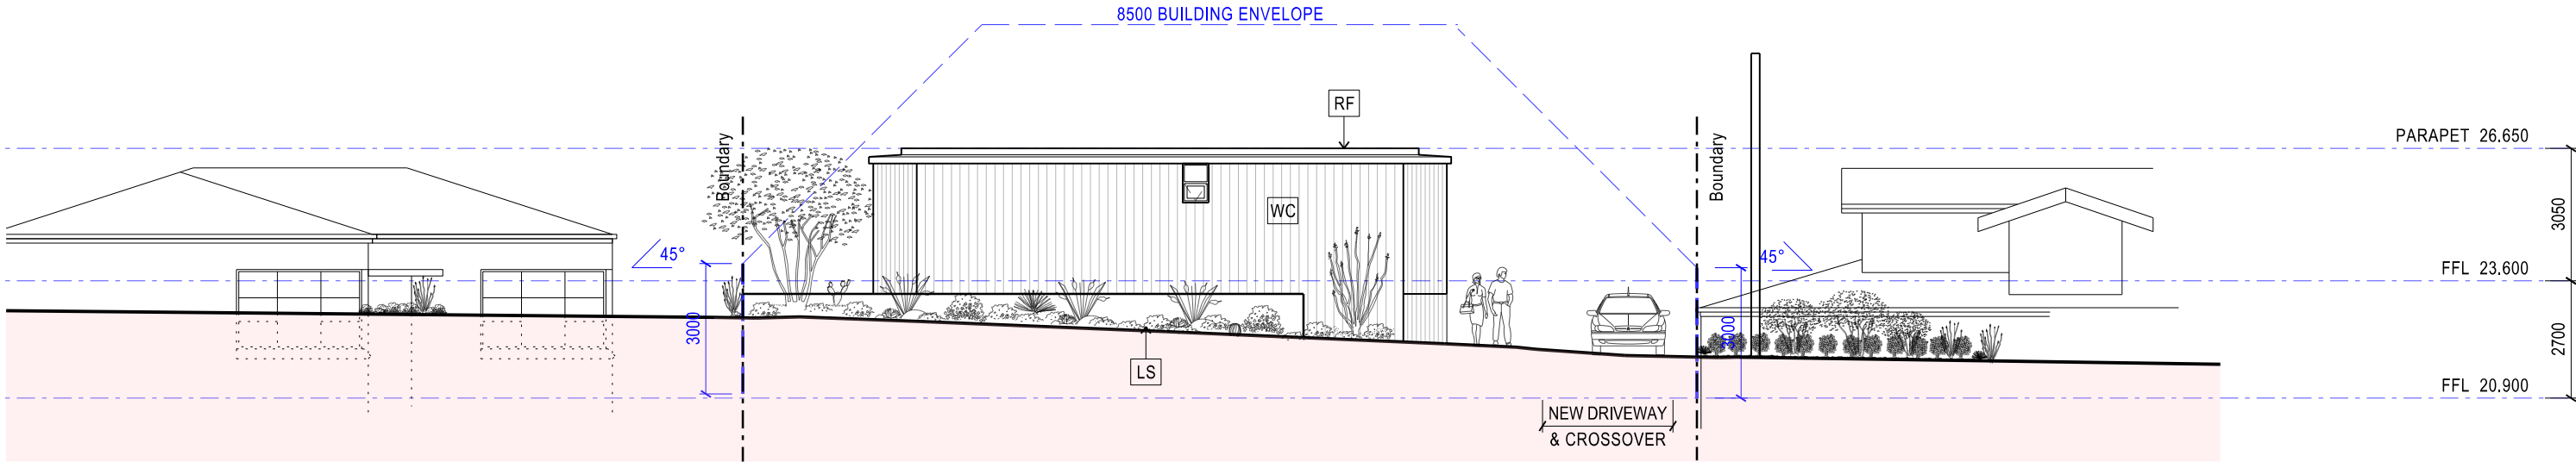 8500 BUILDING ENVELOPE
RF
Boundary
Boundary
PARAPET 26.650
WC
3050
45°
45°
FFL 23.600
3000
3000
2700
LS
FFL 20.900
NEW DRIVEWAY
& CROSSOVER